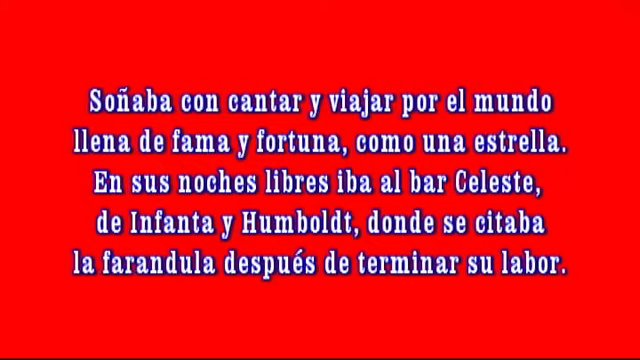 Soñaba con cantar y viajar por el mundo
llena de fama y fortuna, como una estrella.
En sus noches libres iba al bar Celeste,
de Infanta y Humboldt, donde se citaba
la farandula después de terminar su labor.